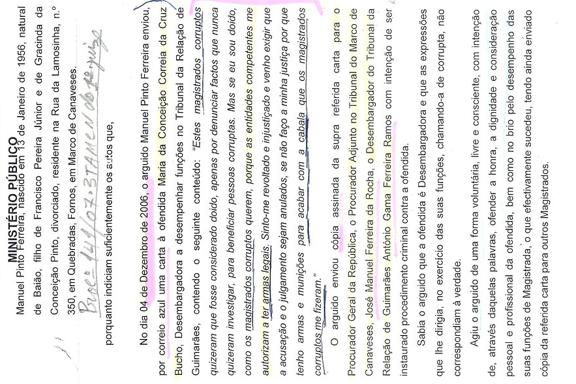 MINISTÉRIO PÚBLICO
Manuel Pinto Ferreira, nascido em 13 de Janeiro de 1956, natural
de Baião, filho de Francisco Pereira Júnior e de Gracinda da
Conceição Pinto, divorciado, residente na Rua da Lamosinha, n.º
350, em Quebradas, Fornos, em Marco de Canaveses.
Proc.º 141/07.3TAMCN
porquanto indiciam suficientemente os autos que,
No dia 04 de Dezembro de 2006, o arguido Manuel Pinto Ferreira enviou,
por correio azul uma carta à ofendida Maria da Conceição Correia da Cruz
Bucho, Desembargadora a desempenhar funções no Tribunal da Relação de
Guimarães, contendo o seguinte conteúdo: "Estes magistrados corruptos
quizeram que fosse considerado doido, apenas por denunciar factos que nunca
quizeram investigar, para beneficiar pessoas corruptas. Mas se eu sou doido,
como os magistrados corruptos querem, porque as entidades competentes me
autorizam a ter armas legais. Sinto-me revoltado e injustiçado e venho exigir que
a acusação e o julgamento sejam anulados, se não faço a minha justiça por que
tenho armas e munições para acabar com a cabala que os magistrados
corruptos me fizeram."
O arguido enviou cópia assinada da supra referida carta para o
Procurador Geral da República, o Procurador Adjunto no Tribunal do Marco de
Canaveses, José Manuel Ferreira da Rocha, o Desembargador do Tribunal da
Relação de Guimarães António Gama Ferreira Ramos com intenção de ser
instaurado procedimento criminal contra a ofendida.
Sabia o arguido que a ofendida é Desembargadora e que as expressões
que lhe dirigia, no exercício das suas funções, chamando-a de corrupta, não
correspondiam à verdade.
Agiu o arguido de uma forma voluntária, livre e consciente, com intenção
de, através daquelas palavras, ofender a honra, a dignidade e consideração
pessoal e profissional da ofendida, bem como no brio pelo desempenho das
suas funções de Magistrada, o que efectivamente sucedeu, tendo ainda enviado
cópia da referida carta para outros Magistrados.